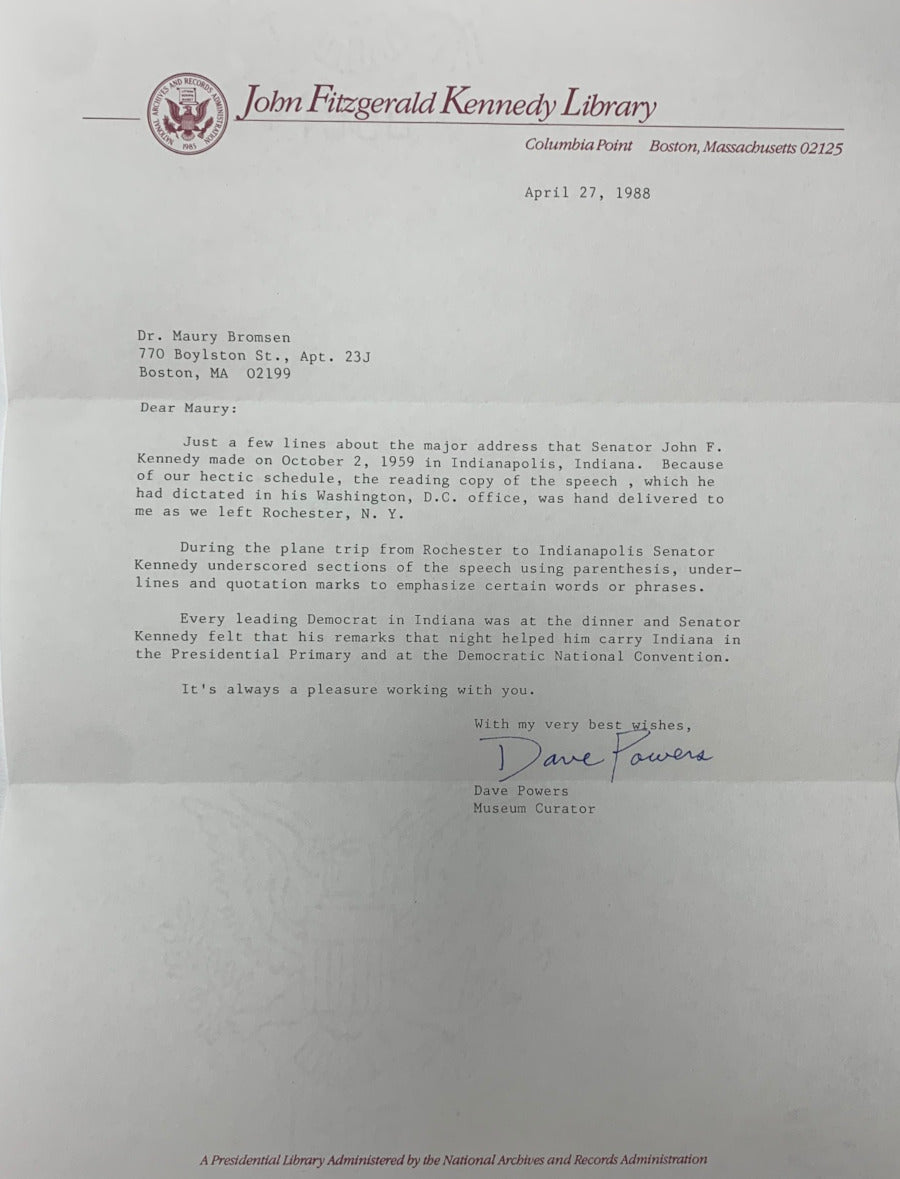 NATIONAL ARCHIVES AND RECORDS ADMINISTRATION
1985
John Fitzgerald Kennedy Library
Columbia Point Boston, Massachusetts 02125
April 27, 1988
Dr. Maury Bromsen
770 Boylston St., Apt. 23J
Boston, MA 02199
Dear Maury:
Just a few lines about the major address that Senator John F.
Kennedy made on October 2, 1959 in Indianapolis, Indiana. Because
of our hectic schedule, the reading copy of the speech , which he
had dictated in his Washington, D.C. office, was hand delivered to
me as we left Rochester, N. Y.
During the plane trip from Rochester to Indianapolis Senator
Kennedy underscored sections of the speech using parenthesis, under-
lines and quotation marks to emphasize certain words or phrases.
Every leading Democrat in Indiana was at the dinner and Senator
Kennedy felt that his remarks that night helped him carry Indiana in
the Presidential Primary and at the Democratic National Convention.
It's always a pleasure working with you.
With my very best wishes,
Dave Powers
Dave Powers
Museum Curator
A Presidential Library Administered by the National Archives and Records Administration